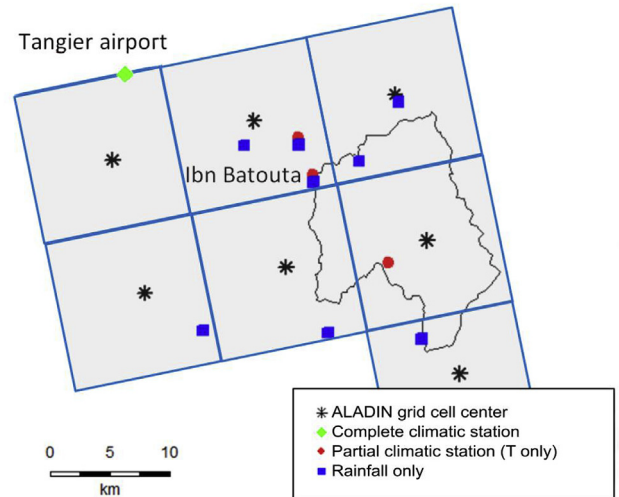 Tangier airport
Ibn Batouta
ALADIN grid cell center
Complete climatic station
Partial climatic station (T only)
Rainfall only
0 5 10
km